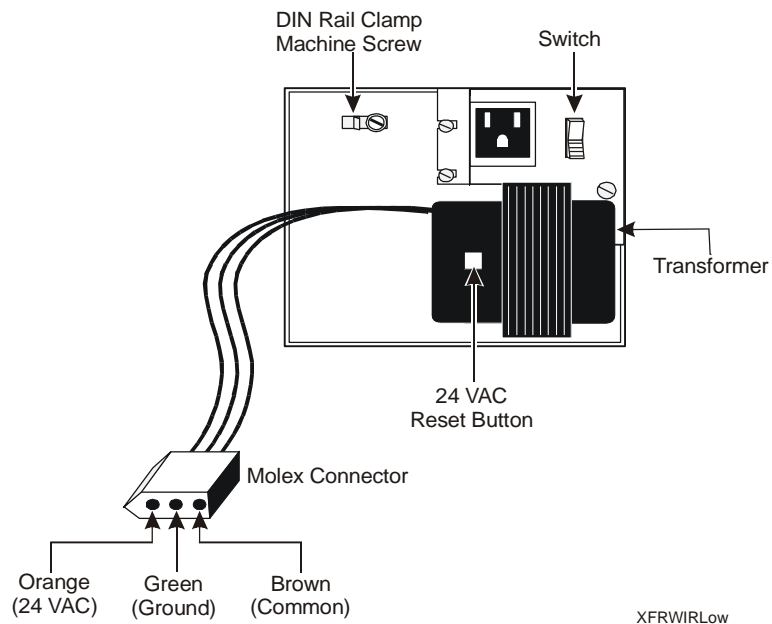 DIN Rail Clamp
Machine Screw
Switch
Transformer
24 VAC
Reset Button
Molex Connector
Orange
(24 VAC)
Green
(Ground)
Brown
(Common)
XFRWIRLow